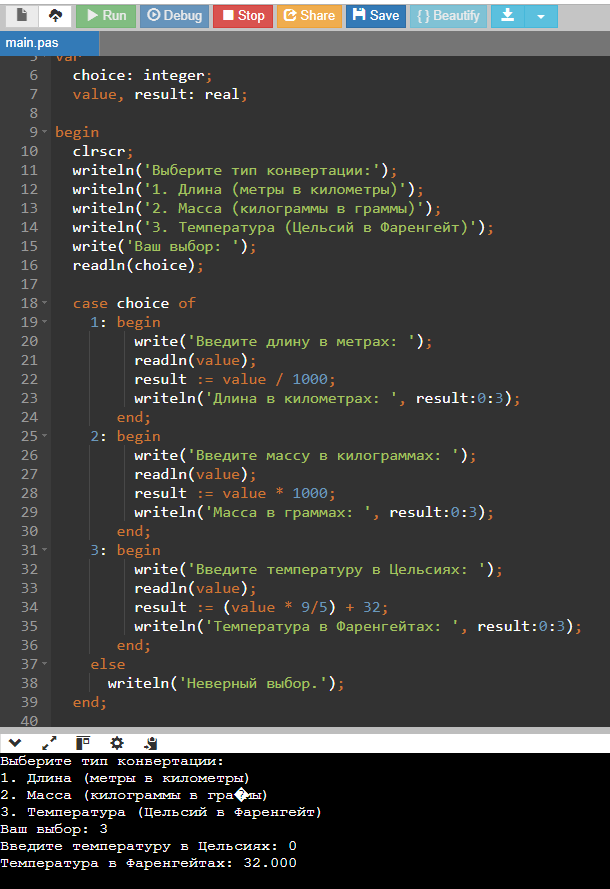 Run Debug Stop Share Save { } Beautify
main.pas
5 var
6 choice: integer;
7 value, result: real;
8
9 begin
10 clrscr;
11 writeln('Выберите тип конвертации:');
12 writeln('1. Длина (метры в километры)');
13 writeln('2. Масса (килограммы в граммы)');
14 writeln('3. Температура (Цельсий в Фаренгейт)');
15 write('Ваш выбор: ');
16 readln(choice);
17
18 case choice of
19 1: begin
20 write('Введите длину в метрах: ');
21 readln(value);
22 result := value / 1000;
23 writeln('Длина в километрах: ', result:0:3);
24 end;
25 2: begin
26 write('Введите массу в килограммах: ');
27 readln(value);
28 result := value * 1000;
29 writeln('Масса в граммах: ', result:0:3);
30 end;
31 3: begin
32 write('Введите температуру в Цельсиях: ');
33 readln(value);
34 result := (value * 9/5) + 32;
35 writeln('Температура в Фаренгейтах: ', result:0:3);
36 end;
37 else
38 writeln('Неверный выбор.');
39 end;
40
Выберите тип конвертации:
1. Длина (метры в километры)
2. Масса (килограммы в гра�мы)
3. Температура (Цельсий в Фаренгейт)
Ваш выбор: 3
Введите температуру в Цельсиях: 0
Температура в Фаренгейтах: 32.000